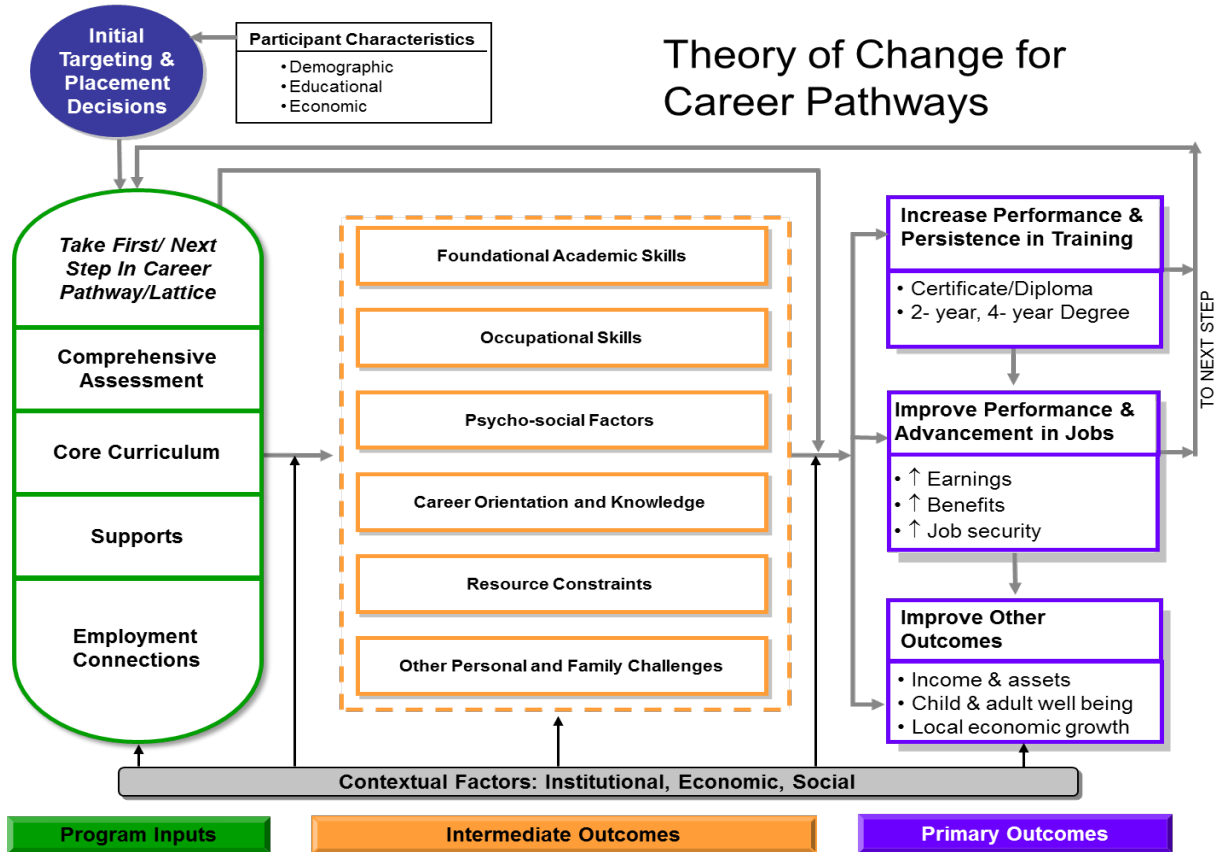 Initial
Targeting &
Placement
Decisions
Participant Characteristics
• Demographic
• Educational
• Economic
Theory of Change for
Career Pathways
Take First/ Next
Step In Career
Pathway/Lattice
Comprehensive
Assessment
Core Curriculum
Supports
Employment
Connections
Foundational Academic Skills
Occupational Skills
Psycho-social Factors
Career Orientation and Knowledge
Resource Constraints
Other Personal and Family Challenges
Increase Performance &
Persistence in Training
• Certificate/Diploma
• 2- year, 4- year Degree
Improve Performance &
Advancement in Jobs
• ↑ Earnings
• ↑ Benefits
• ↑ Job security
Improve Other
Outcomes
• Income & assets
• Child & adult well being
• Local economic growth
TO NEXT STEP
Contextual Factors: Institutional, Economic, Social
Program Inputs
Intermediate Outcomes
Primary Outcomes